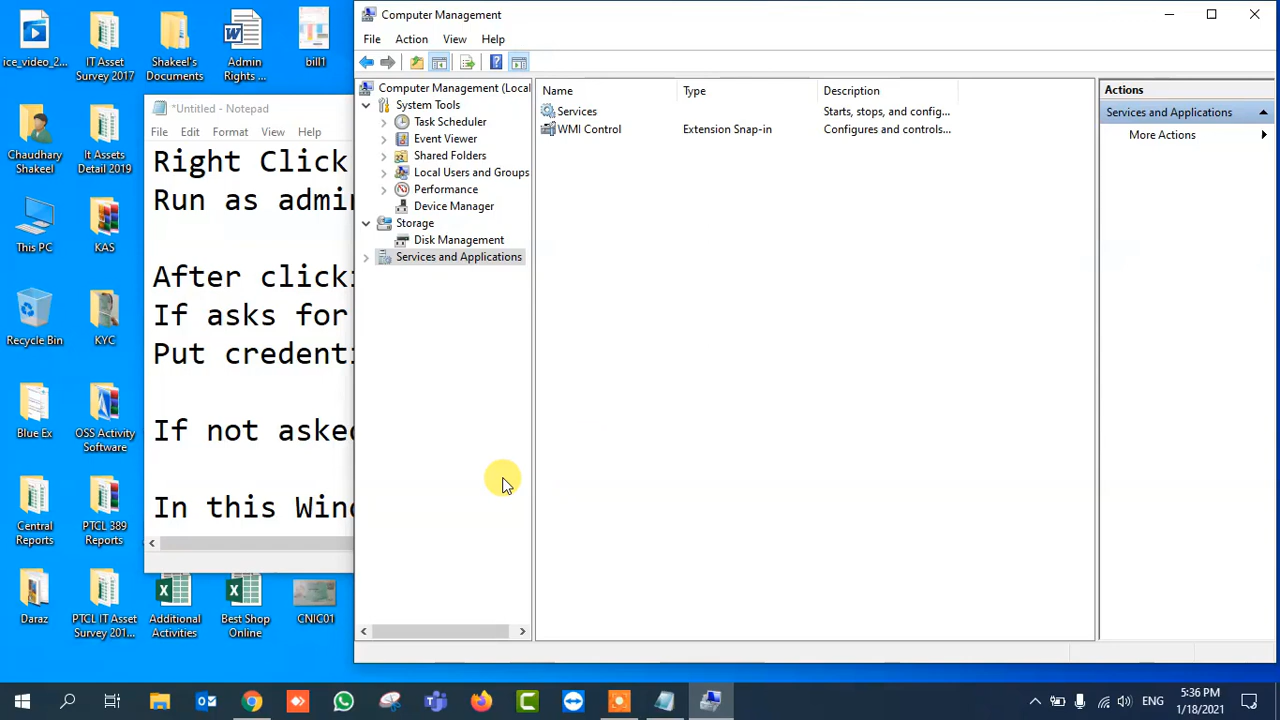 ice_video_2...
IT Asset
Survey 2017
Shakeel's
Documents
Admin
Rights ...
bill1
Chaudhary
Shakeel
It Assets
Detail 2019
This PC
KAS
Recycle Bin
KYC
Blue Ex
OSS Activity
Software
Central
Reports
PTCL 389
Reports
Daraz
PTCL IT Asset
Survey 201...
Additional
Activities
Best Shop
Online
CNIC01
*Untitled - Notepad
File Edit Format View Help
Right Click
Run as admi
After click
If asks for
Put credent
If not aske
In this Win
Computer Management
File Action View Help
Computer Management (Local
System Tools
Task Scheduler
Event Viewer
Shared Folders
Local Users and Groups
Performance
Device Manager
Storage
Disk Management
Services and Applications
Name Type Description
Services Starts, stops, and config...
WMI Control Extension Snap-in Configures and controls...
Actions
Services and Applications
More Actions
ENG
5:36 PM
1/18/2021